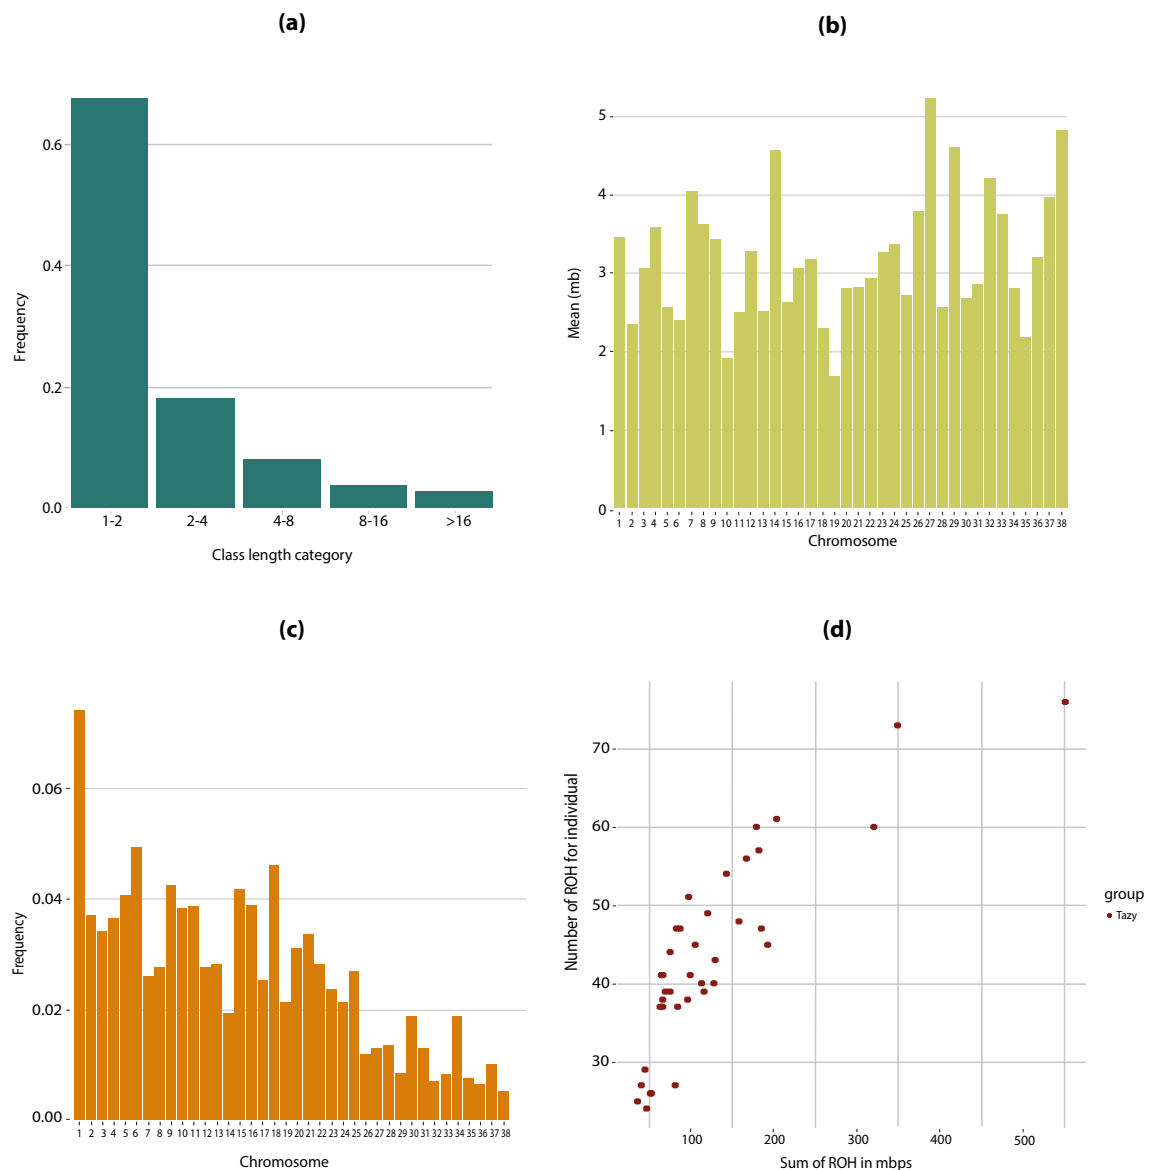 (a)
0.6
0.4
0.2
0.0
Frequency
1-2 2-4 4-8 8-16 >16
Class length category
(b)
5
4
3
2
1
0
Mean (mb)
1 2 3 4 5 6 7 8 9 10 11 12 13 14 15 16 17 18 19 20 21 22 23 24 25 26 27 28 29 30 31 32 33 34 35 36 37 38
Chromosome
(c)
0.06
0.04
0.02
0.00
Frequency
1 2 3 4 5 6 7 8 9 10 11 12 13 14 15 16 17 18 19 20 21 22 23 24 25 26 27 28 29 30 31 32 33 34 35 36 37 38
Chromosome
(d)
70
60
50
40
30
Number of ROH for individual
100 200 300 400 500
Sum of ROH in mbps
group
Tazy